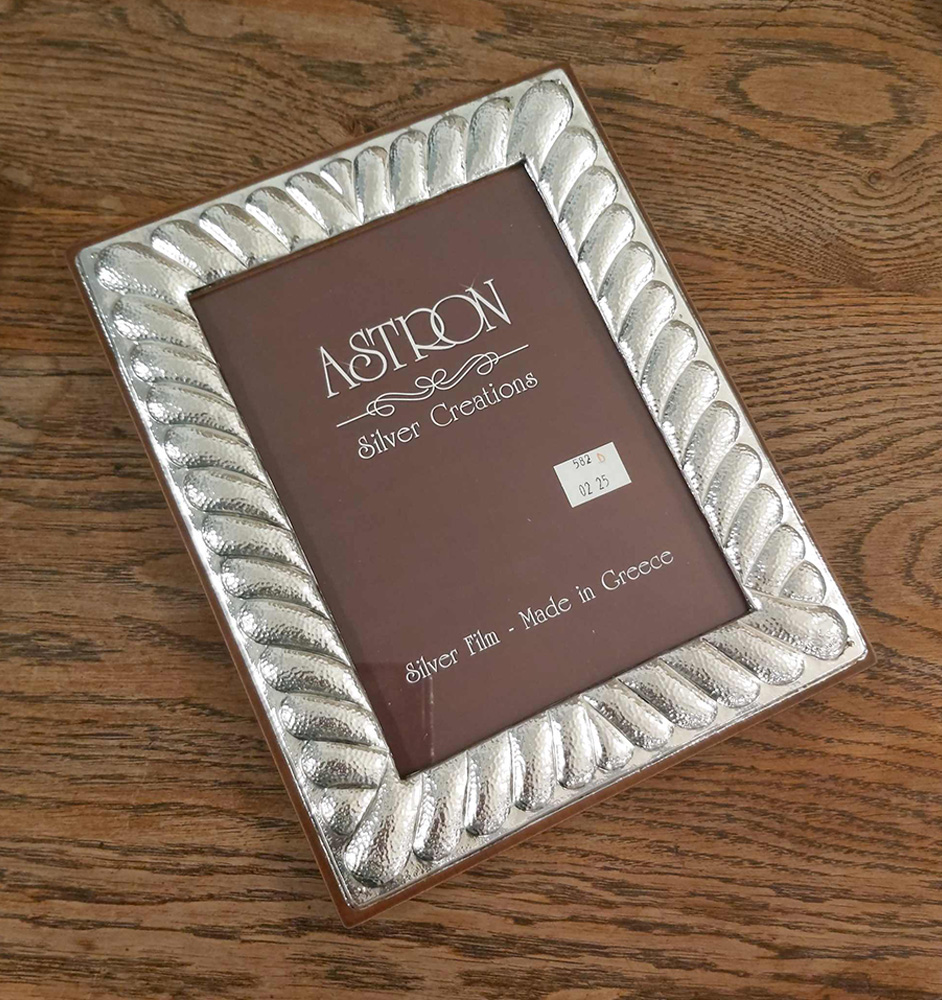 ASTRON
Silver Creations
582 D
02 25
Silver Film - Made in Greece